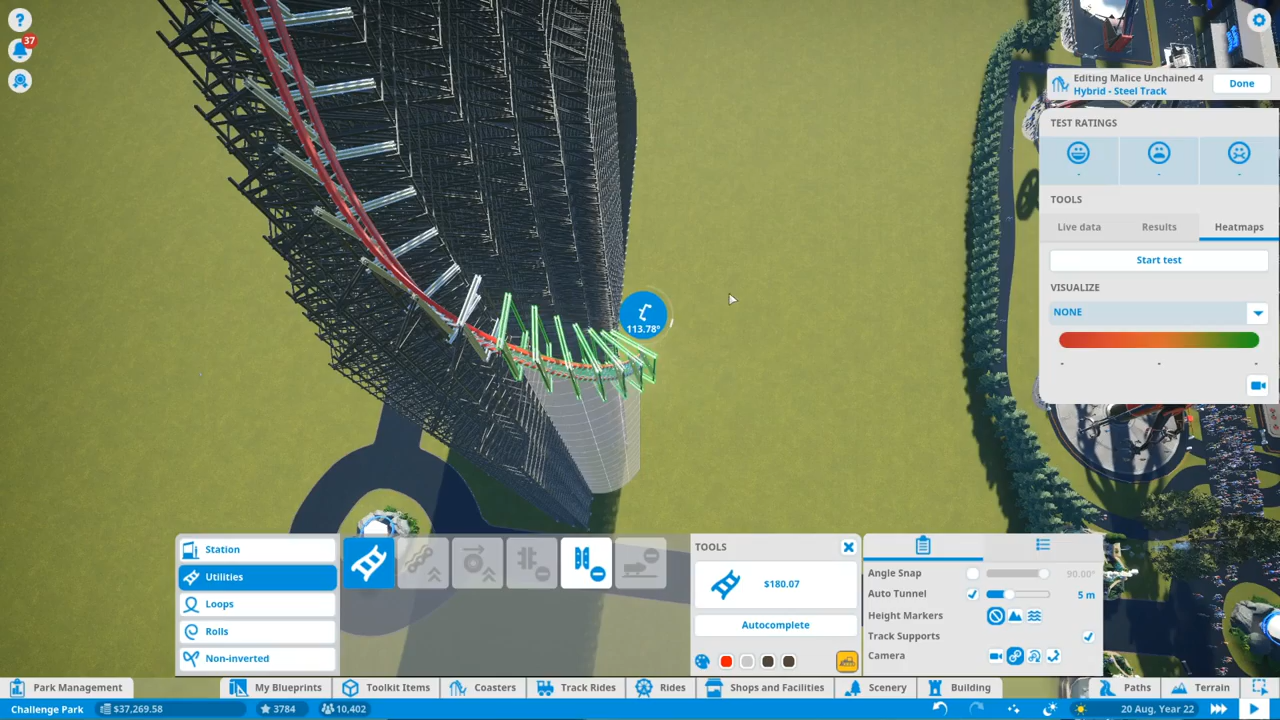 ?
37
Editing Malice Unchained 4
Hybrid - Steel Track
Done
TEST RATINGS
- - -
TOOLS
Live data Results Heatmaps
Start test
VISUALIZE
NONE
- - -
113.78°
Station
Utilities
Loops
Rolls
Non-inverted
TOOLS
$180.07
Autocomplete
Angle Snap 90.00°
Auto Tunnel 5 m
Height Markers
Track Supports
Camera
Park Management My Blueprints Toolkit Items Coasters Track Rides Rides Shops and Facilities Scenery Building Paths Terrain
Challenge Park $37,269.58 3784 10,402 20 Aug, Year 22